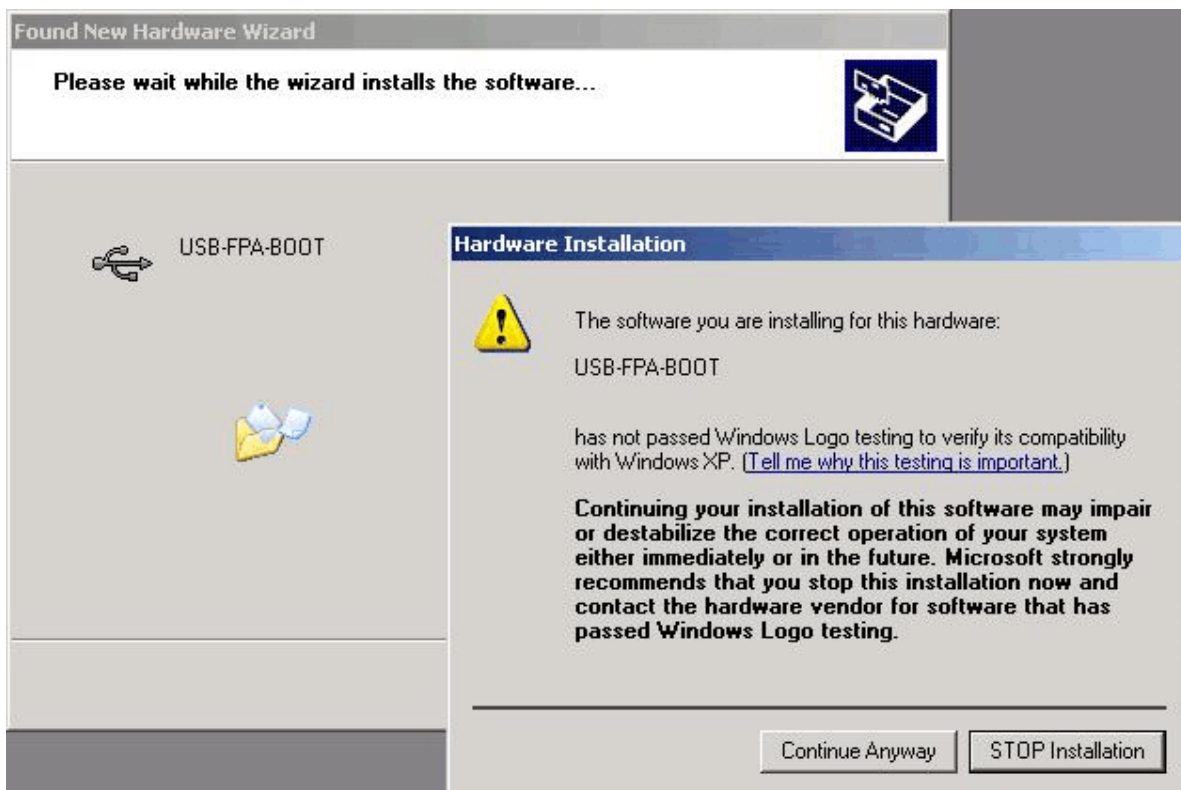 Found New Hardware Wizard
Please wait while the wizard installs the software...
USB-FPA-BOOT
Hardware Installation
The software you are installing for this hardware:
USB-FPA-BOOT
has not passed Windows Logo testing to verify its compatibility
with Windows XP. (Tell me why this testing is important.)
Continuing your installation of this software may impair
or destabilize the correct operation of your system
either immediately or in the future. Microsoft strongly
recommends that you stop this installation now and
contact the hardware vendor for software that has
passed Windows Logo testing.
Continue Anyway
STOP Installation